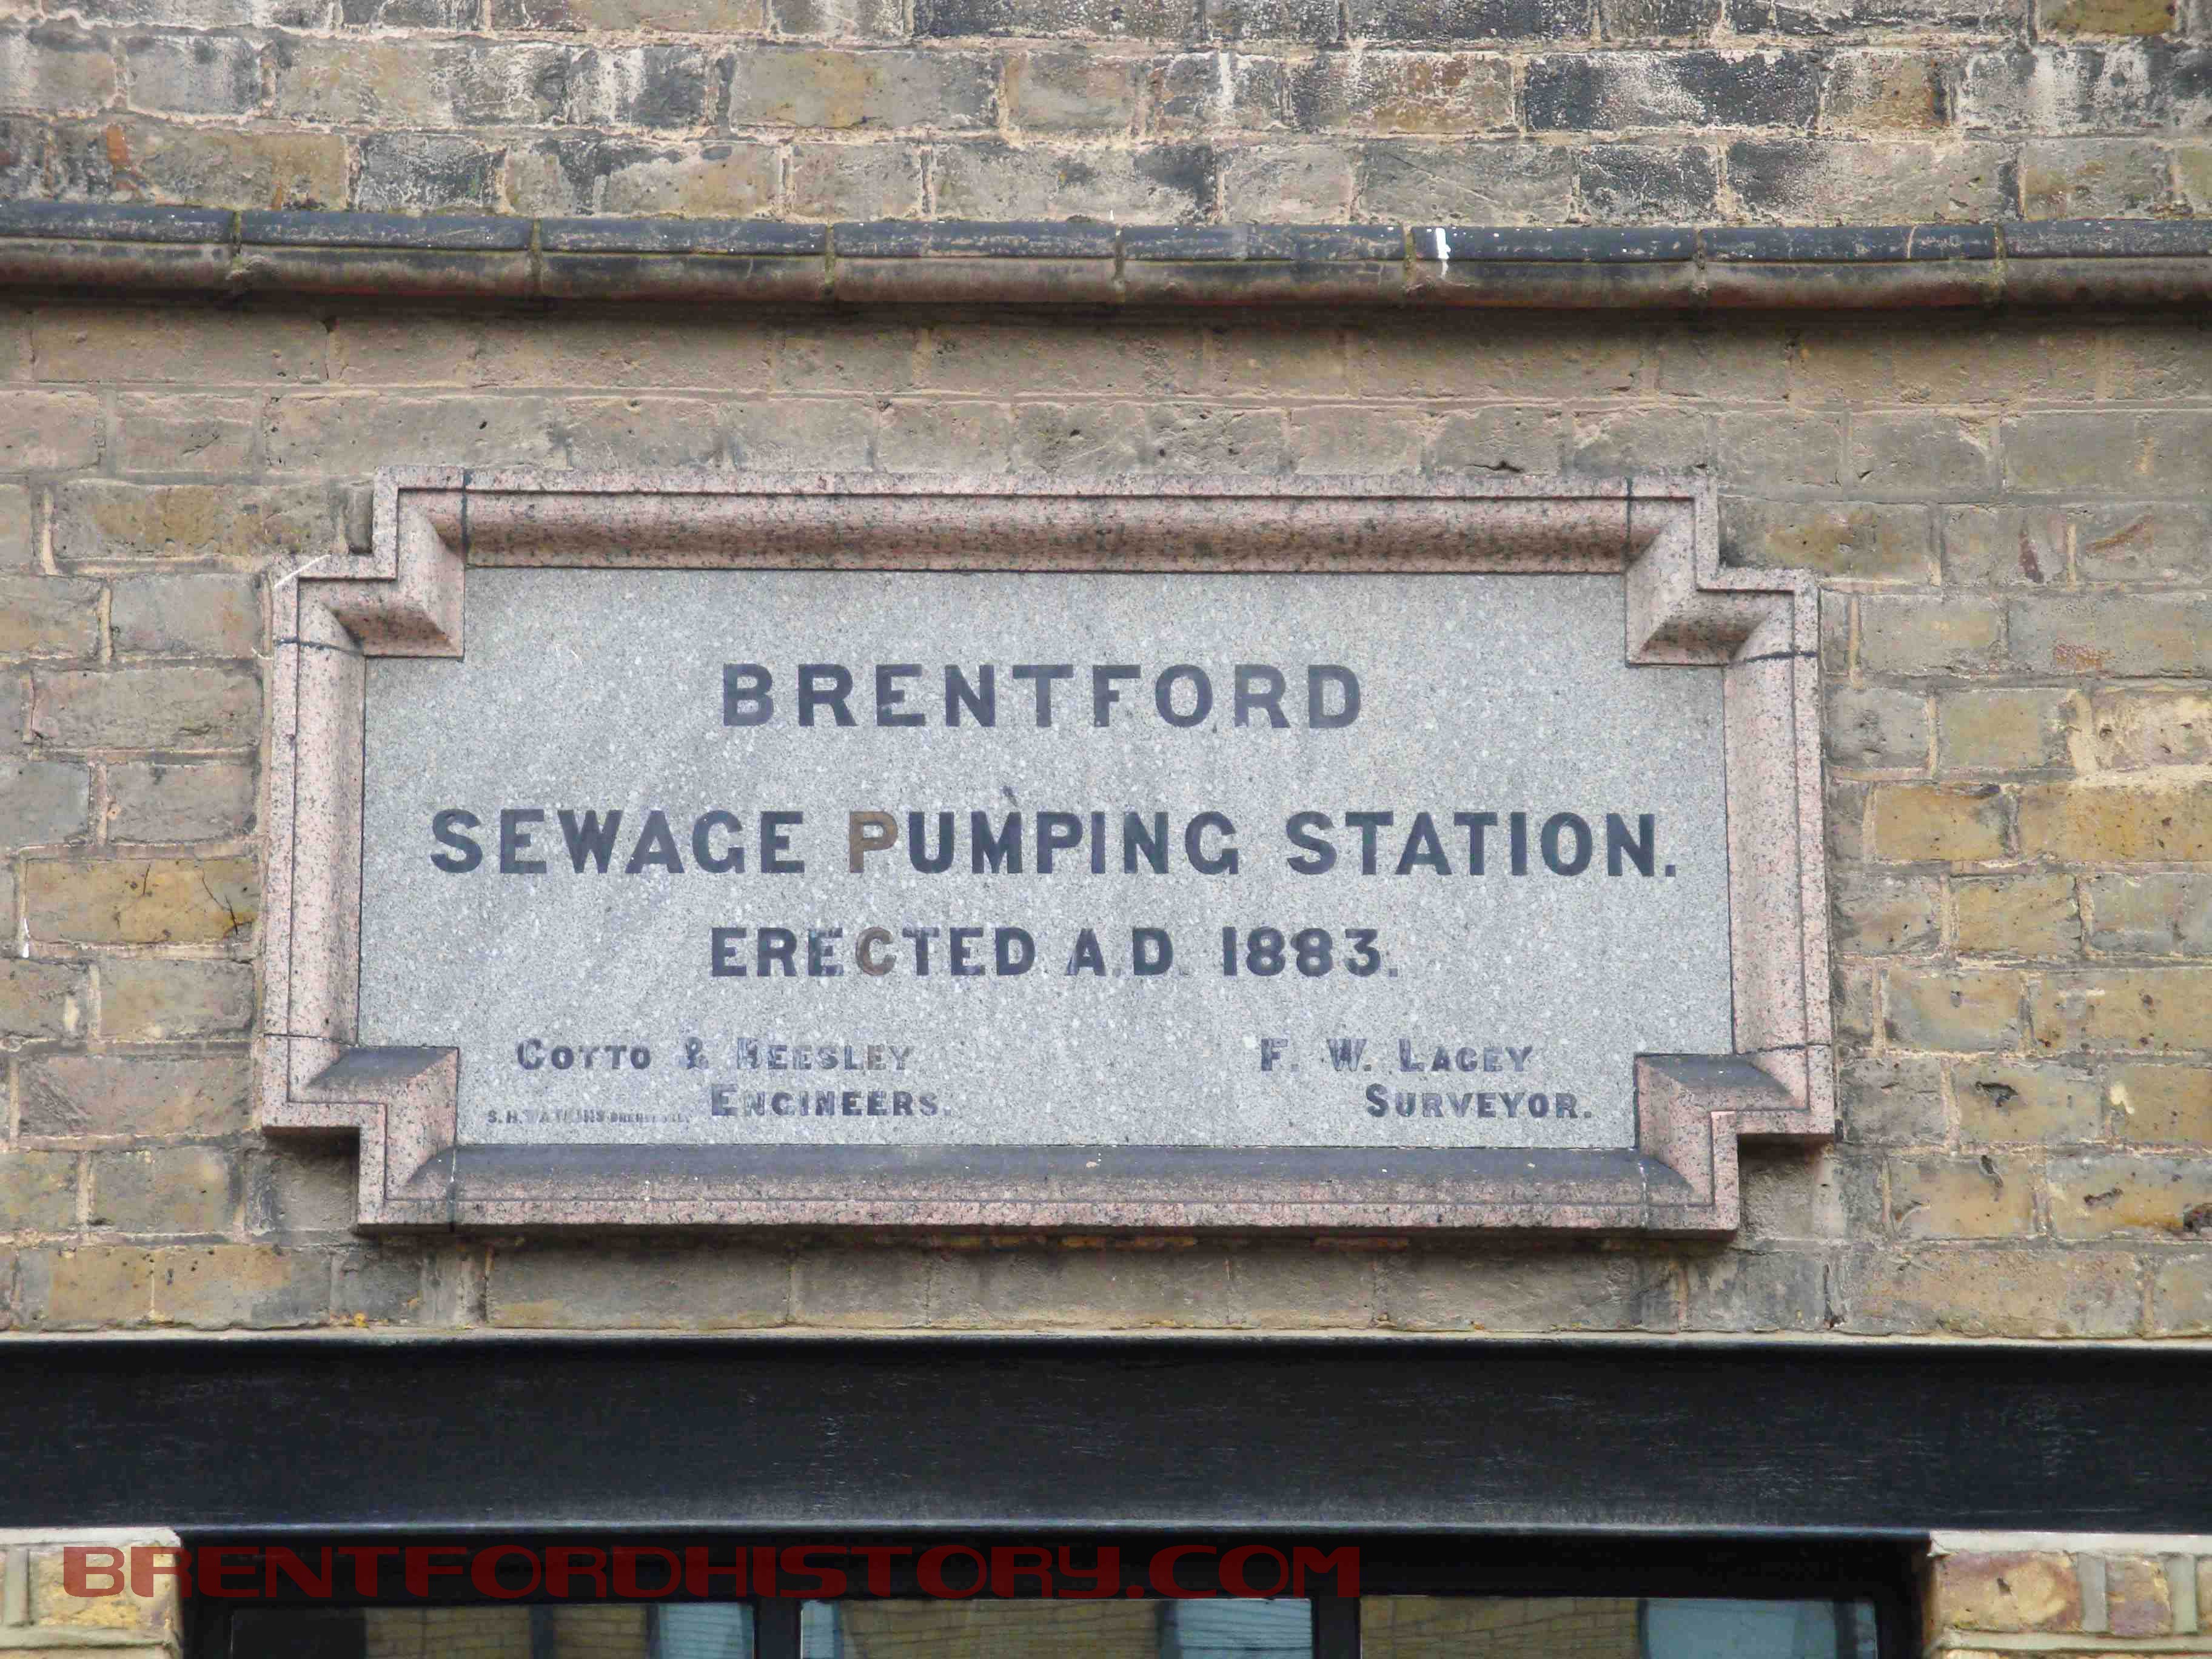 BRENTFORD
SEWAGE PUMPING STATION.
ERECTED A.D. 1883.
COTTO & BEESLEY
ENGINEERS.
F. W. LACEY
SURVEYOR.
S. H.
BRENTFORDHISTORY.COM